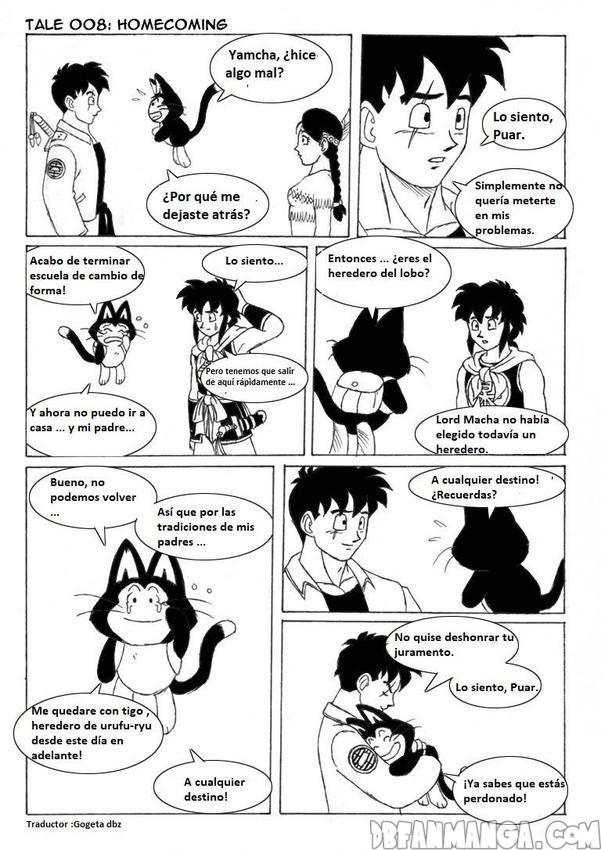 TALE 008: HOMECOMING
Yamcha, ¿hice
algo mal?
¿Por qué me
dejaste atrás?
Lo siento,
Puar.
Simplemente no
quería meterte
en mis
problemas.
Acabo de terminar
escuela de cambio de
forma!
Y ahora no puedo ir a
casa ... y mi padre...
Lo siento...
Pero tenemos que salir
de aquí rápidamente ...
Entonces ... ¿eres el
heredero del lobo?
Lord Macha no había
elegido todavía un
heredero.
Bueno, no
podemos volver
...
Así que por las
tradiciones de mis
padres ...
Me quedare con tigo ,
heredero de urufu-ryu
desde este día en
adelante!
A cualquier
destino!
A cualquier destino!
¿Recuerdas?
No quise deshonrar tu
juramento.
Lo siento, Puar.
¡Ya sabes que estás
perdonado!
Traductor :Gogeta dbz
DBFANMANGA.COM